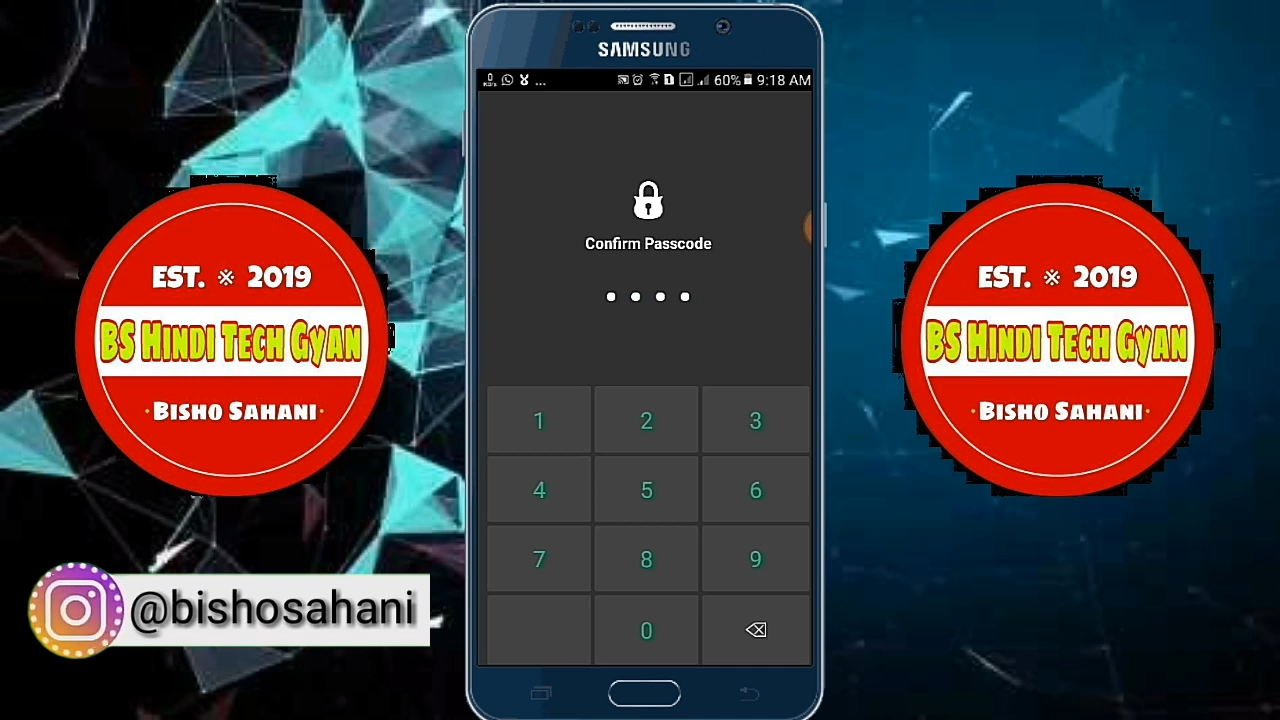 SAMSUNG
... 60% 9:18 AM
Confirm Passcode
1 2 3
4 5 6
7 8 9
0
EST. ※ 2019
BS HINDI TECH GYAN
·BISHO SAHANI·
EST. ※ 2019
BS HINDI TECH GYAN
·BISHO SAHANI·
@bishosahani